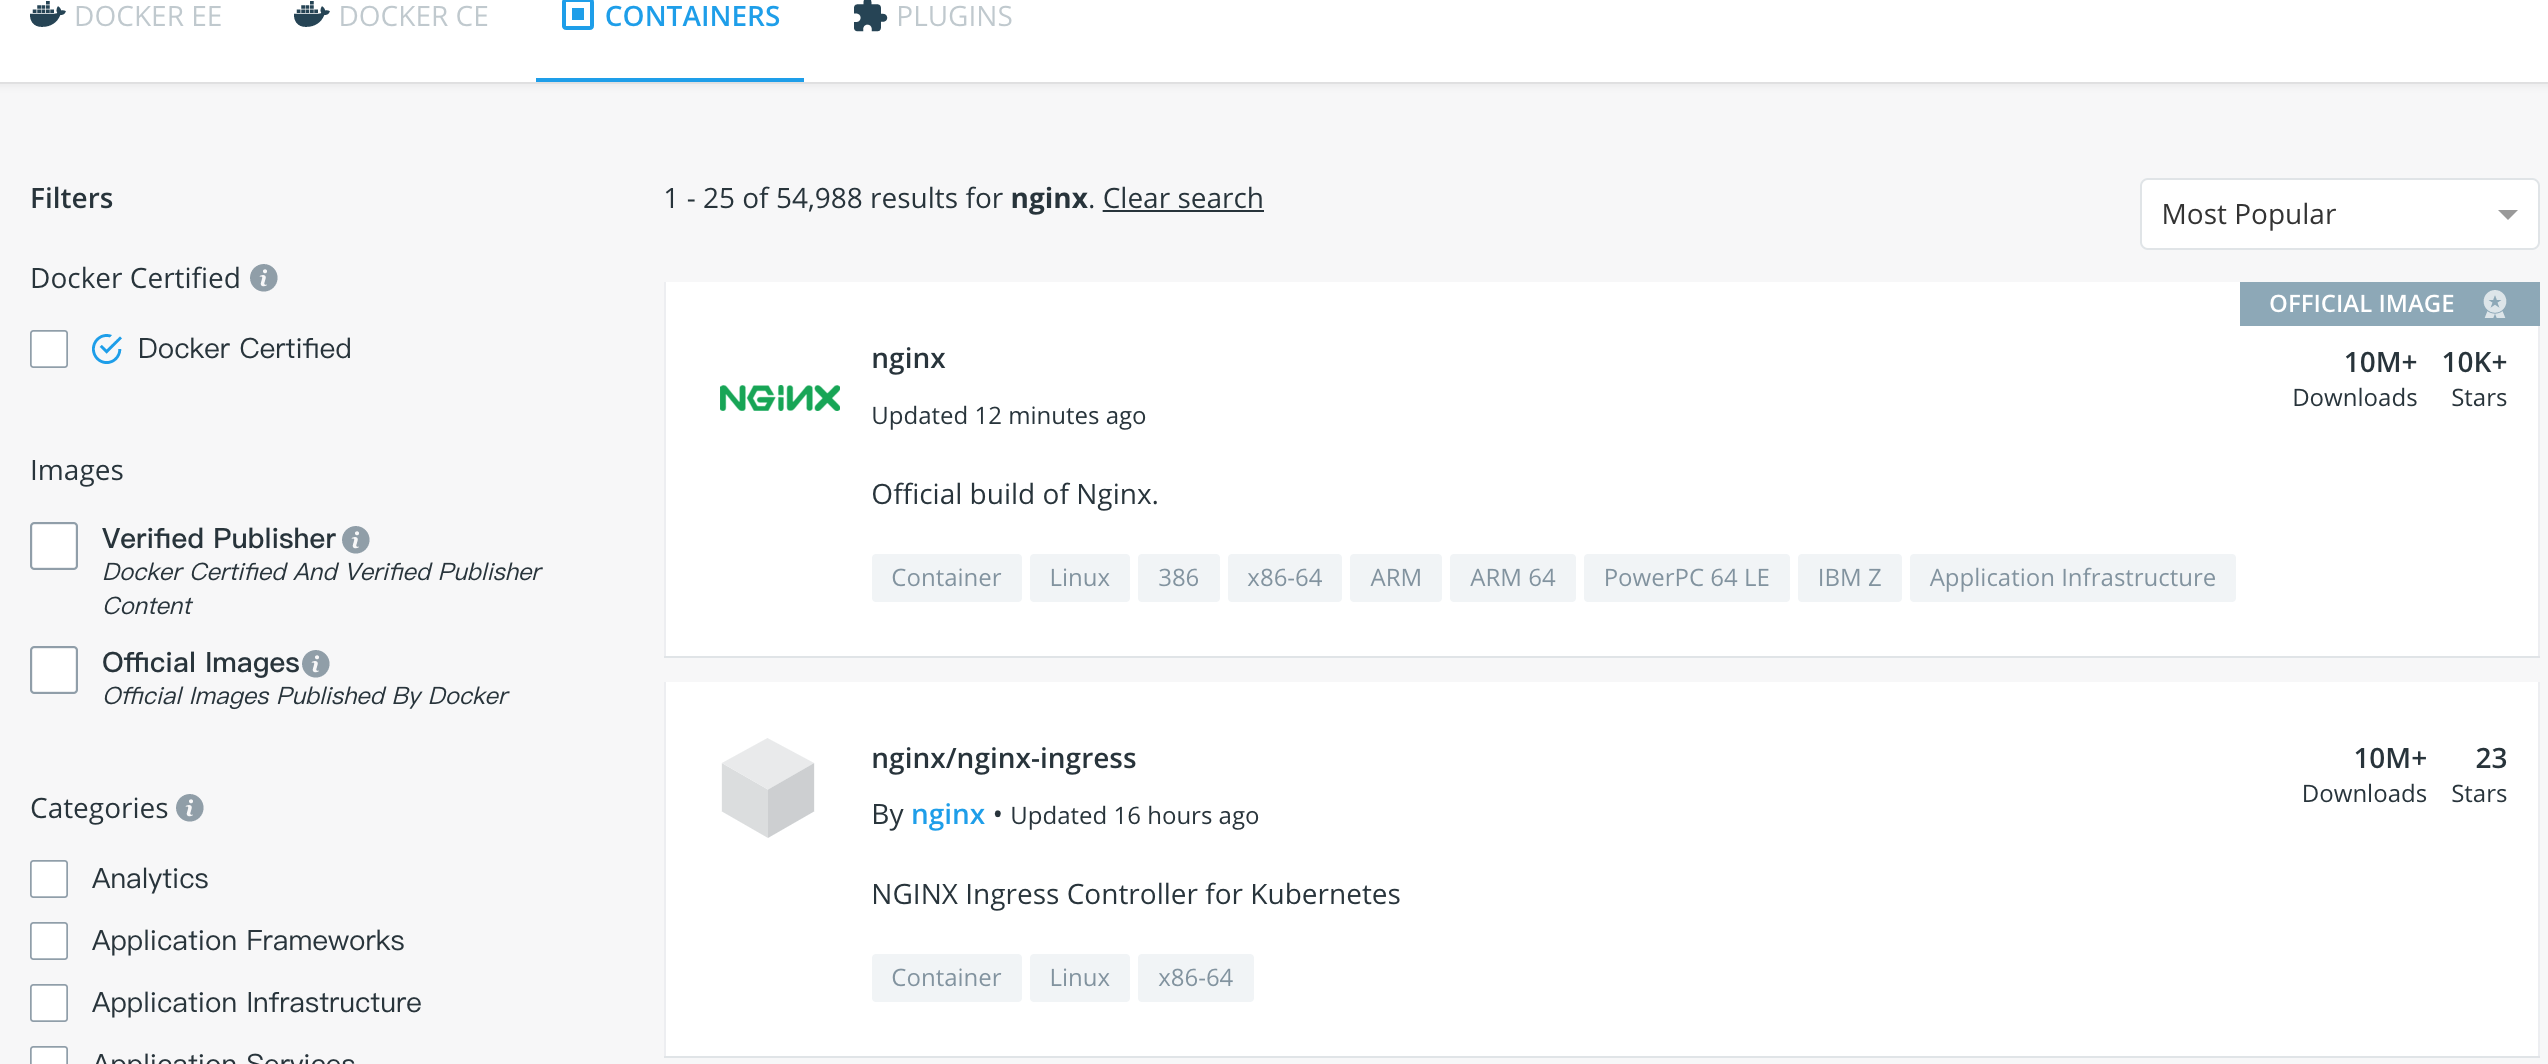 DOCKER EE DOCKER CE CONTAINERS PLUGINS
Filters
Docker Certified
Docker Certified
Images
Verified Publisher
Docker Certified And Verified Publisher
Content
Official Images
Official Images Published By Docker
Categories
Analytics
Application Frameworks
Application Infrastructure
Application Services
1 - 25 of 54,988 results for nginx. Clear search
Most Popular
OFFICIAL IMAGE
NGINX
nginx
Updated 12 minutes ago
10M+ 10K+
Downloads Stars
Official build of Nginx.
Container Linux 386 x86-64 ARM ARM 64 PowerPC 64 LE IBM Z Application Infrastructure
nginx/nginx-ingress
By nginx • Updated 16 hours ago
10M+ 23
Downloads Stars
NGINX Ingress Controller for Kubernetes
Container Linux x86-64